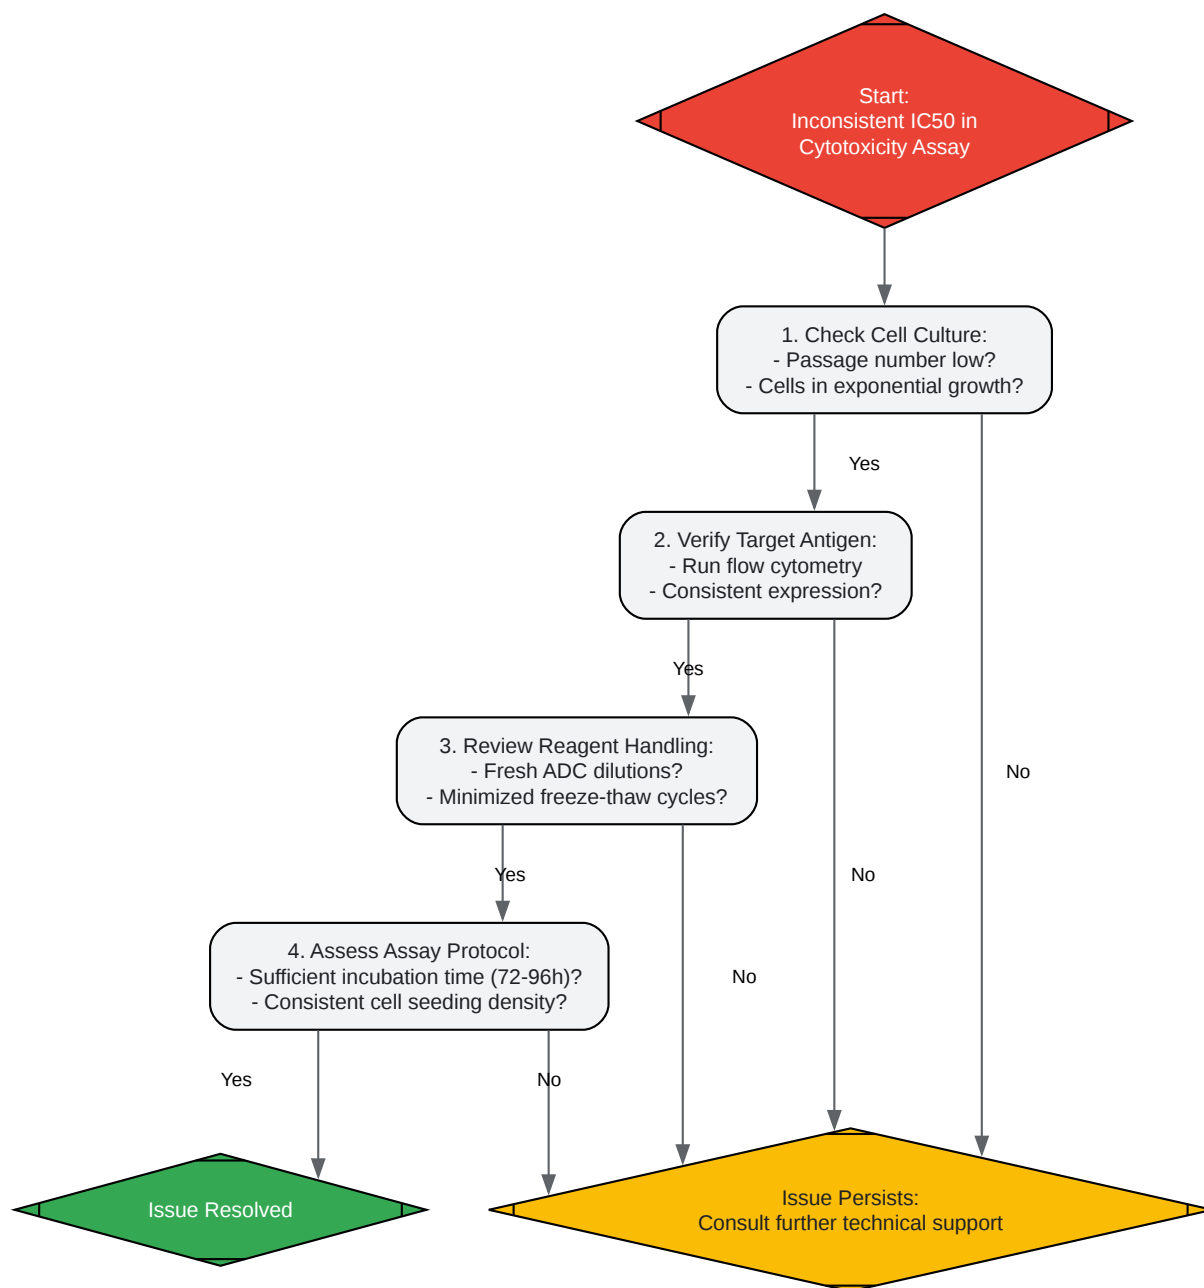 Start:
Inconsistent IC50 in
Cytotoxicity Assay
1. Check Cell Culture:
- Passage number low?
- Cells in exponential growth?
Yes
2. Verify Target Antigen:
- Run flow cytometry
- Consistent expression?
Yes
3. Review Reagent Handling:
- Fresh ADC dilutions?
- Minimized freeze-thaw cycles?
No
Yes
No
4. Assess Assay Protocol:
- Sufficient incubation time (72-96h)?
- Consistent cell seeding density?
No
Yes
No
Issue Resolved
Issue Persists:
Consult further technical support